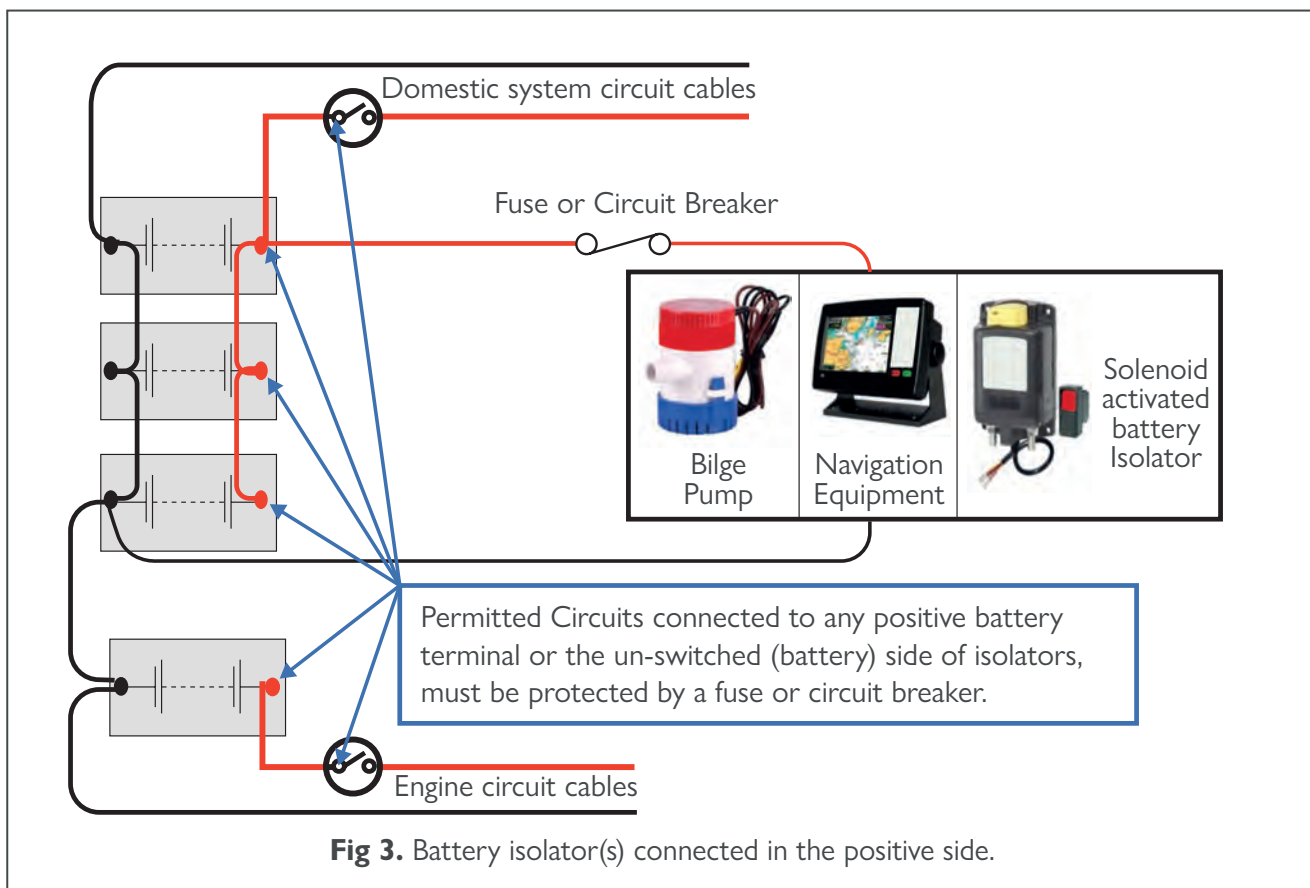 Domestic system circuit cables
Fuse or Circuit Breaker
Bilge
Pump
Navigation
Equipment
Solenoid
activated
battery
Isolator
Permitted Circuits connected to any positive battery
terminal or the un-switched (battery) side of isolators,
must be protected by a fuse or circuit breaker.
Engine circuit cables
Fig 3. Battery isolator(s) connected in the positive side.